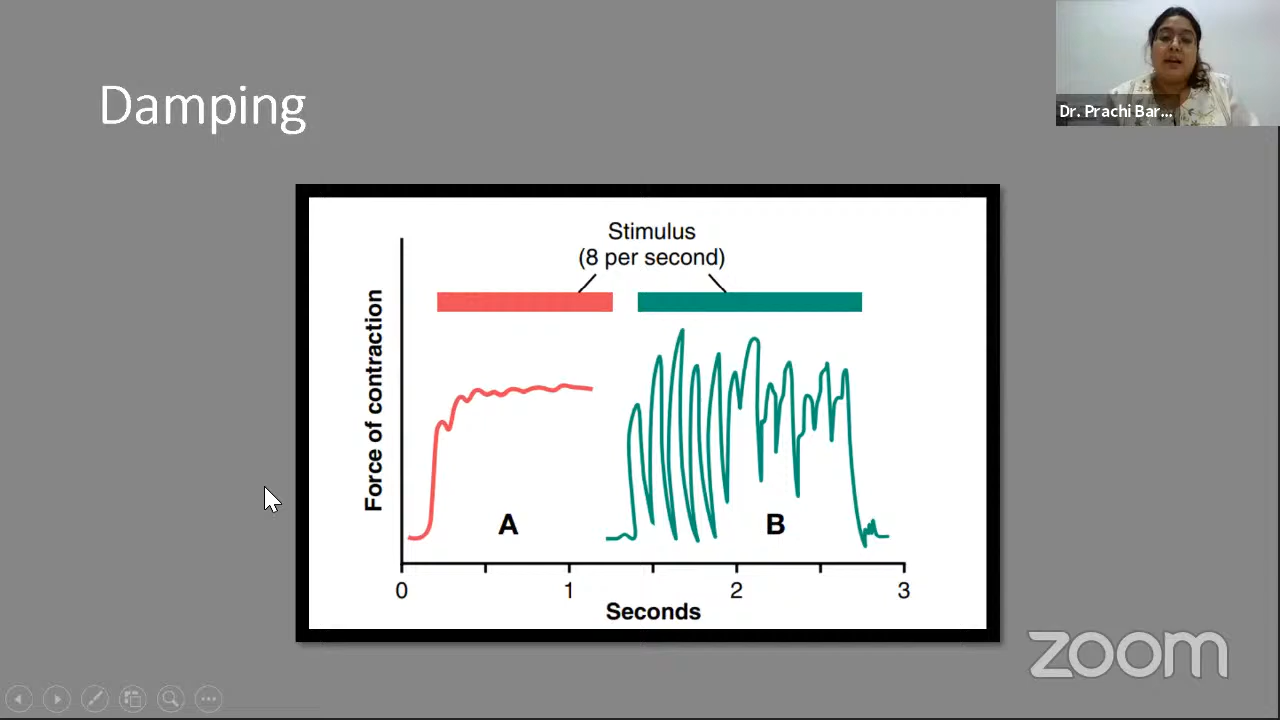 Damping
Dr. Prachi Bar...
Stimulus
(8 per second)
Force of contraction
A
B
0
1
2
3
Seconds
zoom